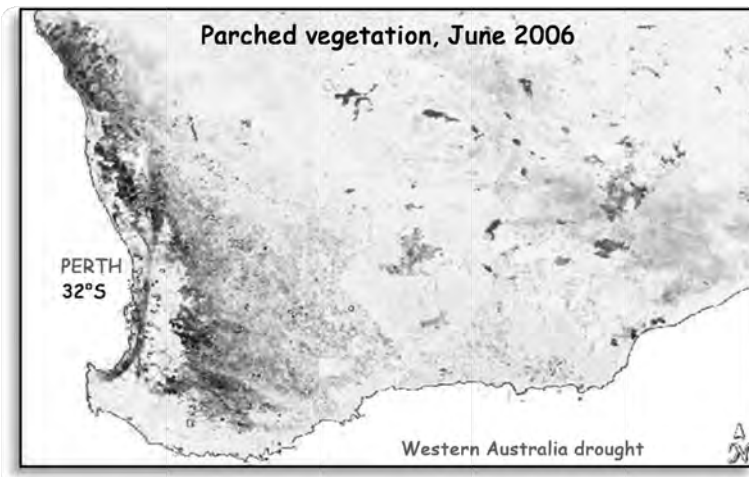 Parched vegetation, June 2006
PERTH
32°S
Western Australia drought